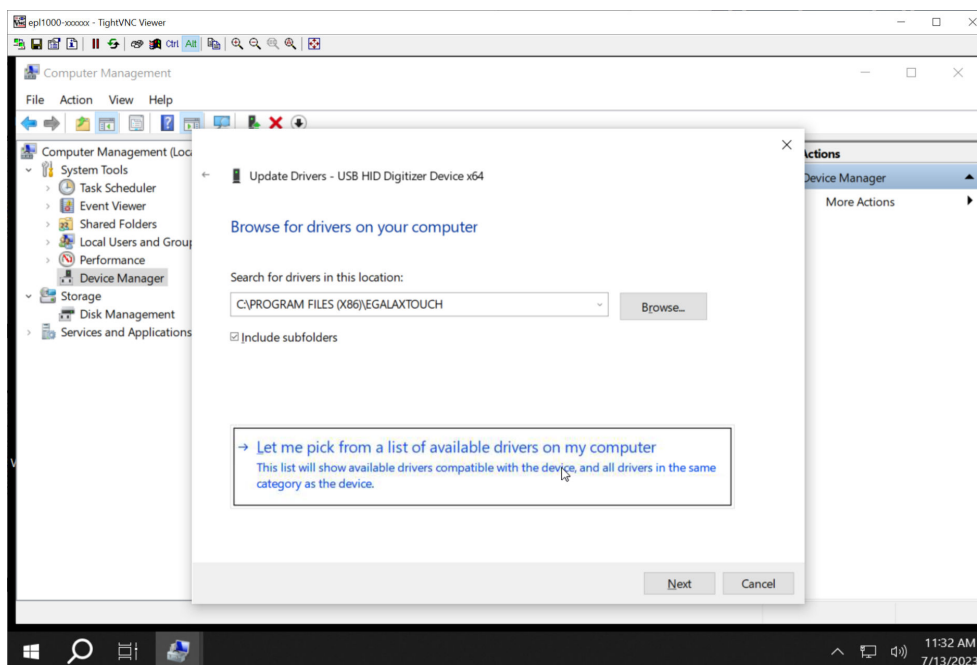 epl1000-xxxxxx - TightVNC Viewer
Ctrl Alt
Computer Management
File Action View Help
Computer Management (Loca
System Tools
Task Scheduler
Event Viewer
Shared Folders
Local Users and Group
Performance
Device Manager
Storage
Disk Management
Services and Applications
Update Drivers - USB HID Digitizer Device x64
Browse for drivers on your computer
Search for drivers in this location:
C:\PROGRAM FILES (X86)\EGALAXTOUCH
Browse...
Include subfolders
Let me pick from a list of available drivers on my computer
This list will show available drivers compatible with the device, and all drivers in the same
category as the device.
Next Cancel
Actions
Device Manager
More Actions
11:32 AM